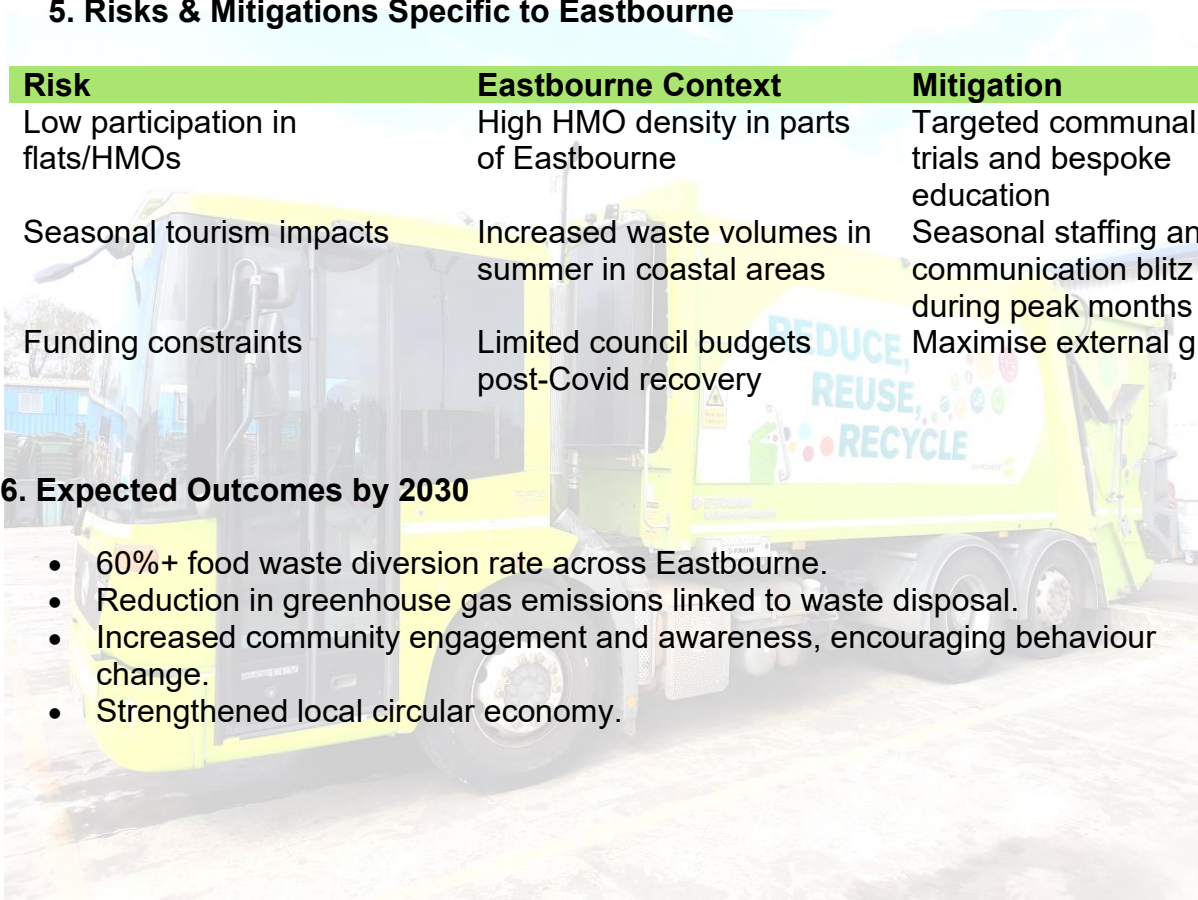 5. Risks & Mitigations Specific to Eastbourne
Risk Eastbourne Context Mitigation
Low participation in High HMO density in parts Targeted communal
flats/HMOs of Eastbourne trials and bespoke
education
Seasonal tourism impacts Increased waste volumes in Seasonal staffing an
summer in coastal areas communication blitz
during peak months
Funding constraints Limited council budgets Maximise external g
post-Covid recovery
REDUCE,
REUSE,
RECYCLE
6. Expected Outcomes by 2030
• 60%+ food waste diversion rate across Eastbourne.
• Reduction in greenhouse gas emissions linked to waste disposal.
• Increased community engagement and awareness, encouraging behaviour
change.
• Strengthened local circular economy.